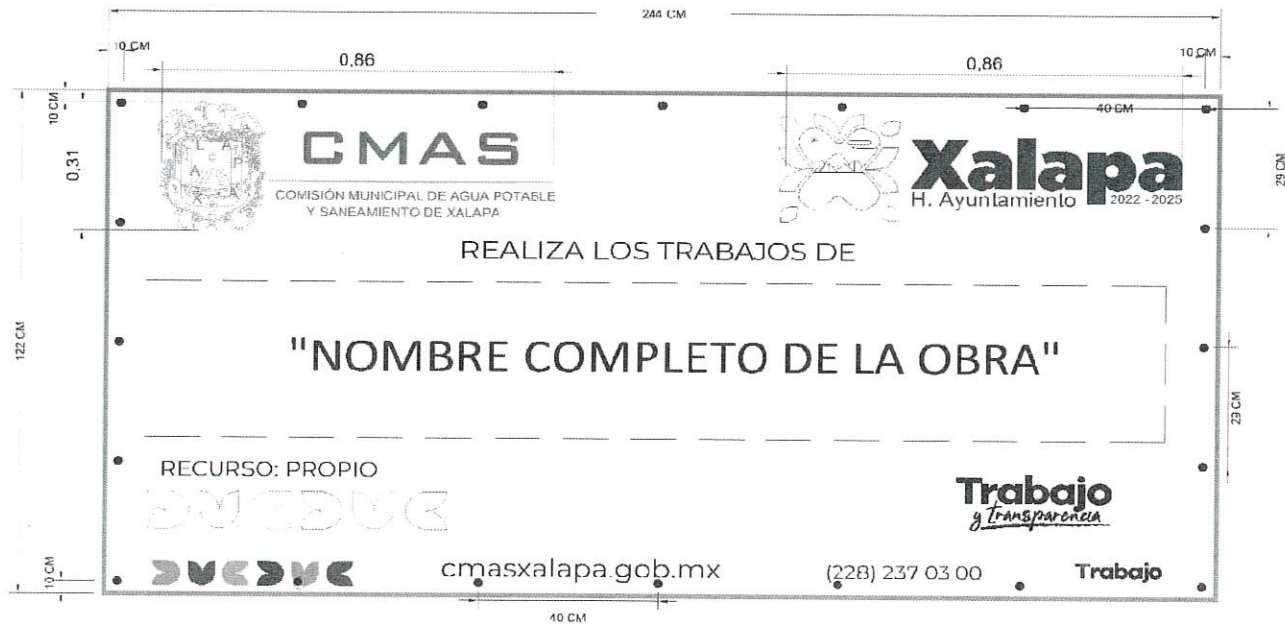 244 CM
10 CM
0,86
0,86
10 CM
10 CM
40 CM
0,31
29 CM
CMAS
COMISIÓN MUNICIPAL DE AGUA POTABLE
Y SANEAMIENTO DE XALAPA
XALAPA
Xalapa
H. Ayuntamiento 2022 - 2025
REALIZA LOS TRABAJOS DE
122 CM
"NOMBRE COMPLETO DE LA OBRA"
29 CM
RECURSO: PROPIO
Trabajo
y transparencia
10 CM
cmasxalapa.gob.mx
(228) 237 03 00
Trabajo
40 CM